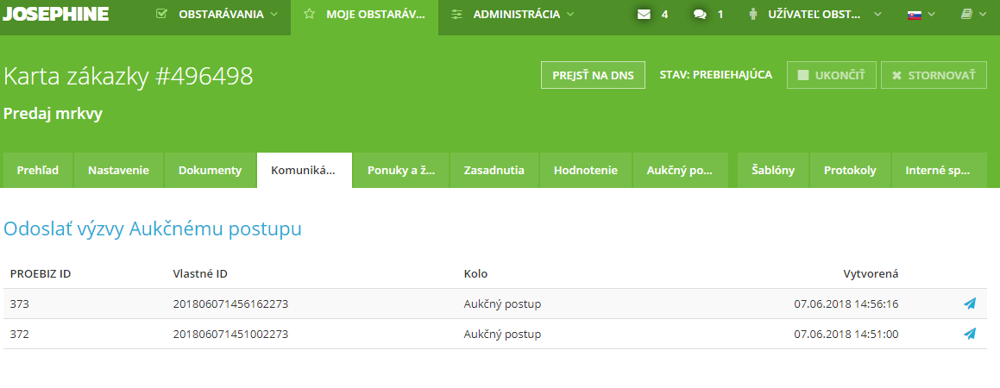 JOSEPHINE OBSTARÁVANIA MOJE OBSTARÁV... ADMINISTRÁCIA 4 1 UŽÍVATEĽ OBST...
Karta zákazky #496498 PREJSŤ NA DNS STAV: PREBIEHAJÚCA UKONČIŤ STORNOVAŤ
Predaj mrkvy
Prehľad Nastavenie Dokumenty Komuniká... Ponuky a ž... Zasadnutia Hodnotenie Aukčný po... Šablóny Protokoly Interné sp...
Odoslať výzvy Aukčnému postupu
PROEBIZ ID Vlastné ID Kolo Vytvorená
373 201806071456162273 Aukčný postup 07.06.2018 14:56:16
372 201806071451002273 Aukčný postup 07.06.2018 14:51:00